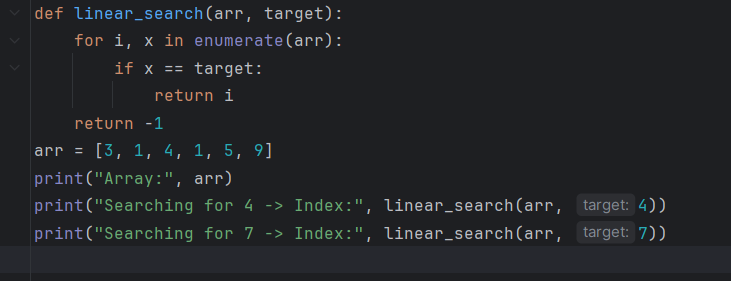 def linear_search(arr, target):
    for i, x in enumerate(arr):
        if x == target:
            return i
    return -1
arr = [3, 1, 4, 1, 5, 9]
print("Array:", arr)
print("Searching for 4 -> Index:", linear_search(arr, target: 4))
print("Searching for 7 -> Index:", linear_search(arr, target: 7))